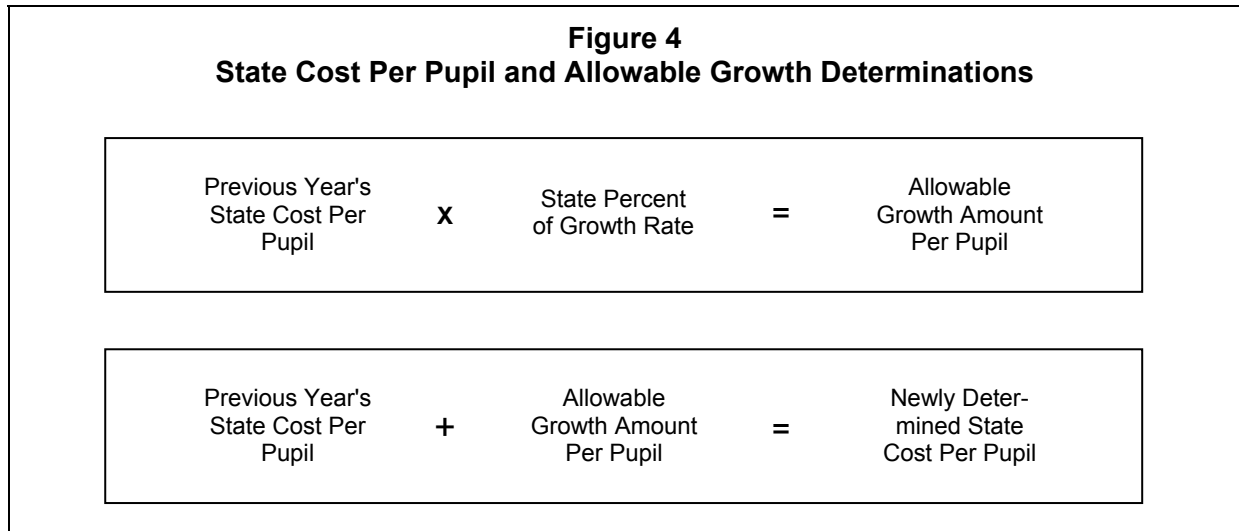 Figure 4
State Cost Per Pupil and Allowable Growth Determinations
Previous Year's
State Cost Per
Pupil
x
State Percent
of Growth Rate
=
Allowable
Growth Amount
Per Pupil
Previous Year's
State Cost Per
Pupil
+
Allowable
Growth Amount
Per Pupil
=
Newly Deter-
mined State
Cost Per Pupil